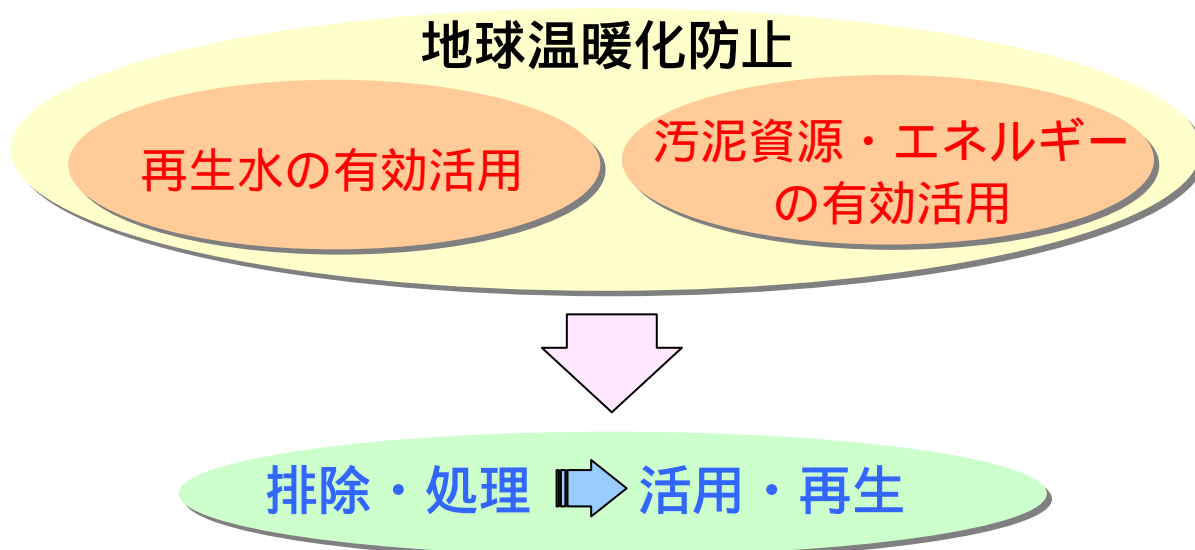 地球温暖化防止
再生水の有効活用
汚泥資源・エネルギー
の有効活用
排除・処理
活用・再生